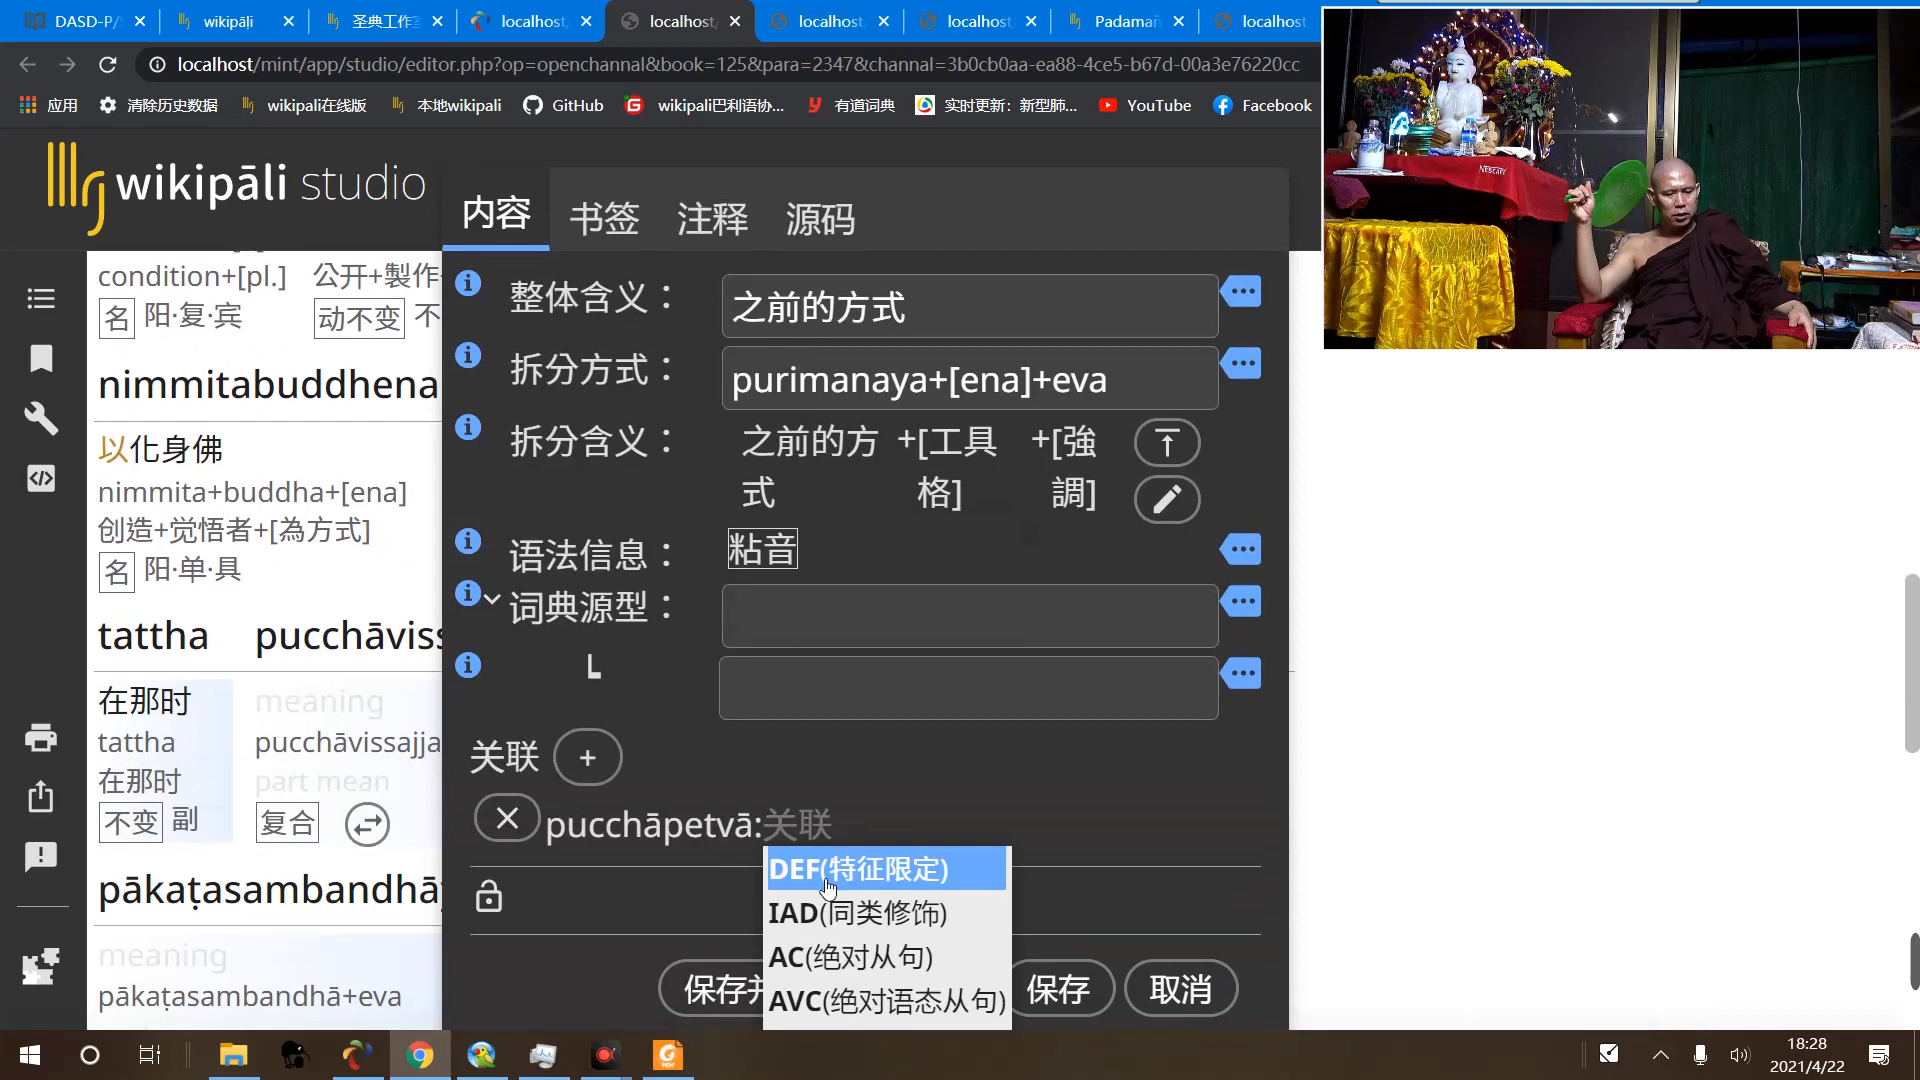 DASD-P/
wikipāḷi
圣典工作室
localhost/
localhost/
localhost/
localhost/
Padamañ
localhost
localhost/mint/app/studio/editor.php?op=openchannal&book=125&para=2347&channal=3b0cb0aa-ea88-4ce5-b67d-00a3e76220cc
应用
清除历史数据
wikipali在线版
本地wikipali
GitHub
wikipali巴利语协...
有道词典
实时更新：新型肺...
YouTube
Facebook
wikipāli studio
内容 书签 注释 源码
condition+[pl.] 公开+製作
名 阳·复·宾 动不变 不
nimmitabuddhena
以化身佛
nimmita+buddha+[ena]
创造+觉悟者+[為方式]
名 阳·单·具
tattha pucchāviss
在那时 meaning
tattha pucchāvissajja
在那时 part mean
不变 副 复合
pākaṭasambandhā
meaning
pākaṭasambandhā+eva
整体含义： 之前的方式
拆分方式： purimanaya+[ena]+eva
拆分含义： 之前的方式 +[工具格] +[強調]
语法信息： 粘音
词典源型：
关联 +
pucchāpetvā:关联
DEF(特征限定)
IAD(同类修饰)
AC(绝对从句)
AVC(绝对语态从句)
保存并
保存
取消
NESCAFÉ
18:28
2021/4/22